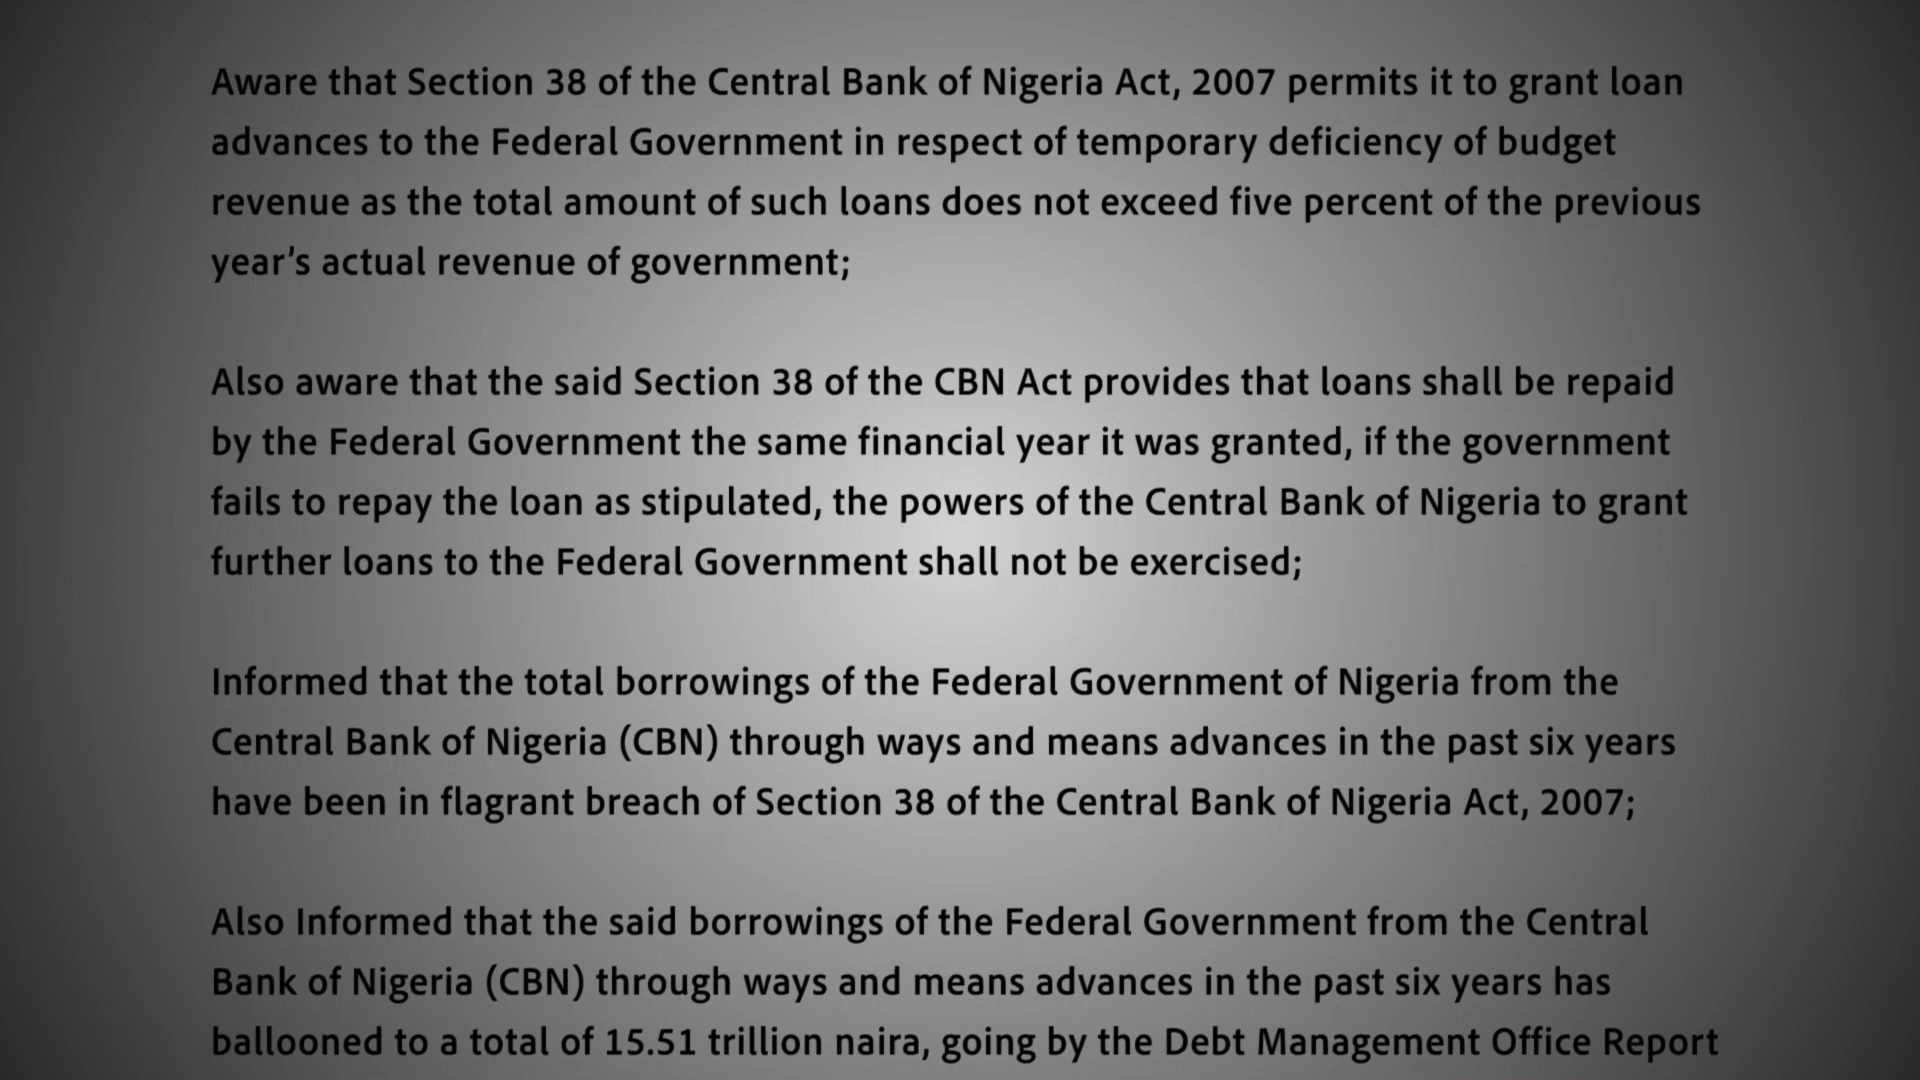 Aware that Section 38 of the Central Bank of Nigeria Act, 2007 permits it to grant loan
advances to the Federal Government in respect of temporary deficiency of budget
revenue as the total amount of such loans does not exceed five percent of the previous
year's actual revenue of government;
Also aware that the said Section 38 of the CBN Act provides that loans shall be repaid
by the Federal Government the same financial year it was granted, if the government
fails to repay the loan as stipulated, the powers of the Central Bank of Nigeria to grant
further loans to the Federal Government shall not be exercised;
Informed that the total borrowings of the Federal Government of Nigeria from the
Central Bank of Nigeria (CBN) through ways and means advances in the past six years
have been in flagrant breach of Section 38 of the Central Bank of Nigeria Act, 2007;
Also Informed that the said borrowings of the Federal Government from the Central
Bank of Nigeria (CBN) through ways and means advances in the past six years has
ballooned to a total of 15.51 trillion naira, going by the Debt Management Office Report